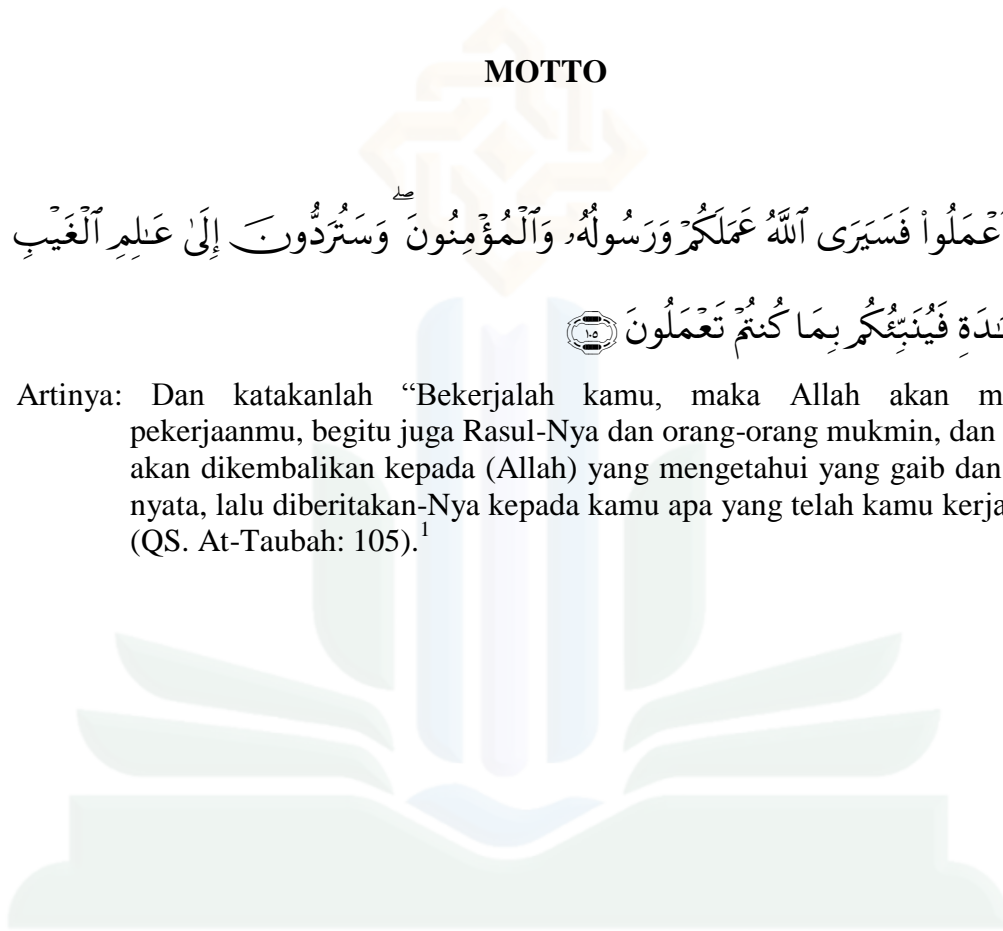 MOTTO
ٱعْمَلُوا۟ فَسَيَرَى ٱللَّهُ عَمَلَكُمْ وَرَسُولُهُۥ وَٱلْمُؤْمِنُونَ ۖ وَسَتُرَدُّونَ إِلَىٰ عَـٰلِمِ ٱلْغَيْبِ
فَيُنَبِّئُكُم بِمَا كُنتُمْ تَعْمَلُونَ ١٠٥
Artinya: Dan katakanlah “Bekerjalah kamu, maka Allah akan
pekerjaanmu, begitu juga Rasul-Nya dan orang-orang mukmin, dan
akan dikembalikan kepada (Allah) yang mengetahui yang gaib dan
nyata, lalu diberitakan-Nya kepada kamu apa yang telah kamu
(QS. At-Taubah: 105).1